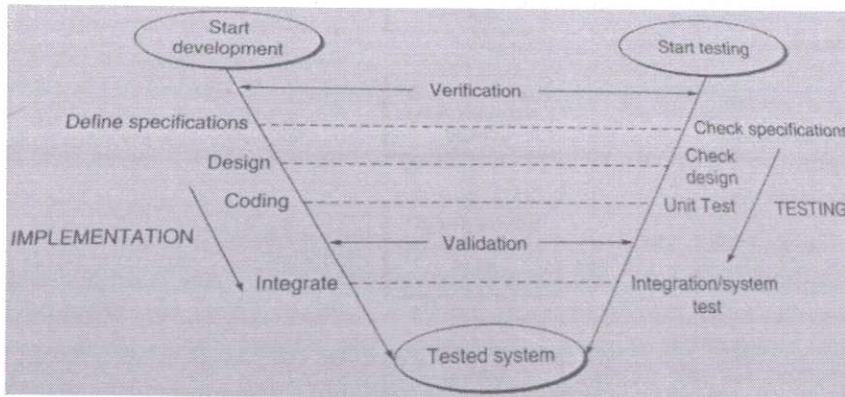 Start
development
Start testing
Verification
Define specifications
Check specifications
Design
Check
design
Coding
Unit Test
TESTING
IMPLEMENTATION
Validation
Integrate
Integration/system
test
Tested system